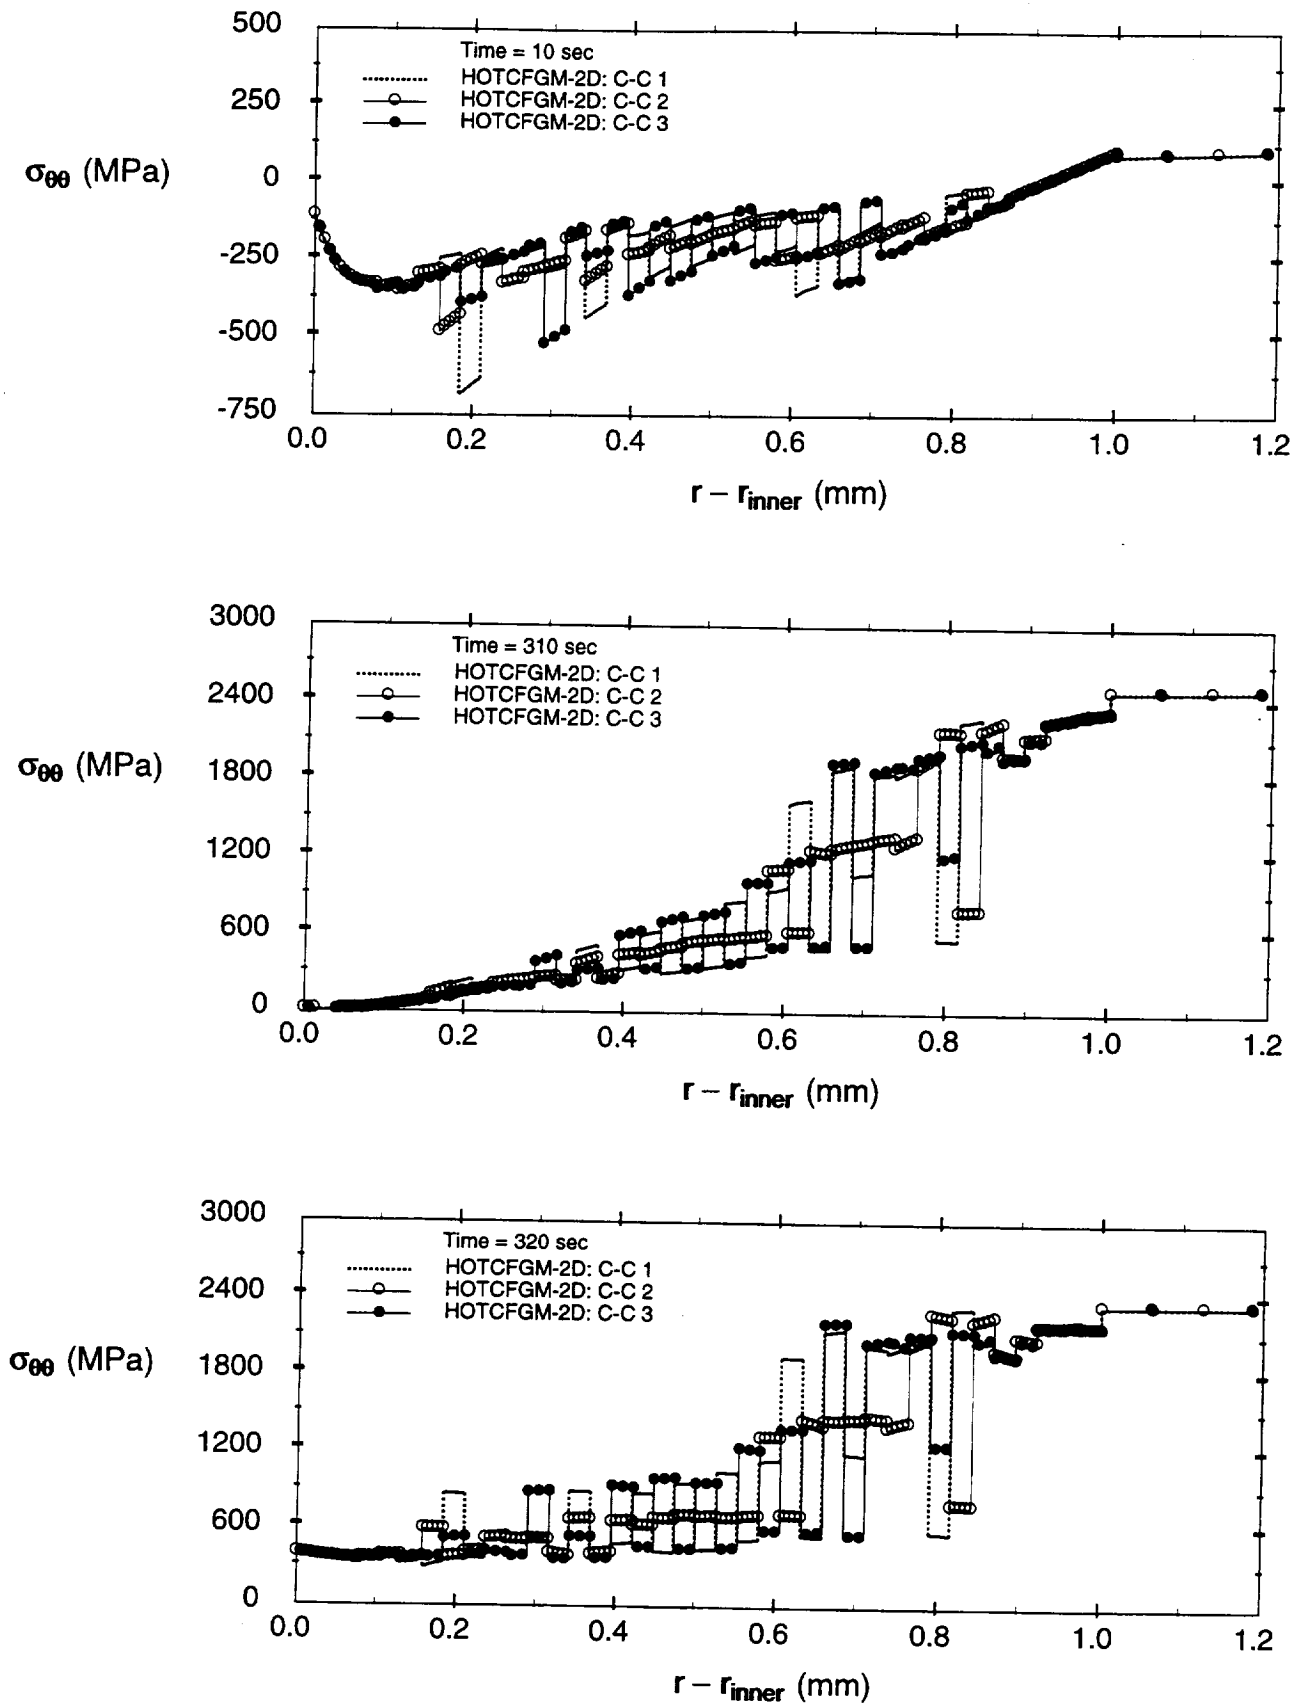 500
Time = 10 sec
HOTCFGM-2D: C-C 1
HOTCFGM-2D: C-C 2
HOTCFGM-2D: C-C 3
250
σθθ (MPa)
0
-250
-500
-750
0.0 0.2 0.4 0.6 0.8 1.0 1.2
r – rinner (mm)
3000
Time = 310 sec
HOTCFGM-2D: C-C 1
HOTCFGM-2D: C-C 2
HOTCFGM-2D: C-C 3
2400
σθθ (MPa)
1800
1200
600
0
0.0 0.2 0.4 0.6 0.8 1.0 1.2
r – rinner (mm)
3000
Time = 320 sec
HOTCFGM-2D: C-C 1
HOTCFGM-2D: C-C 2
HOTCFGM-2D: C-C 3
2400
σθθ (MPa)
1800
1200
600
0
0.0 0.2 0.4 0.6 0.8 1.0 1.2
r – rinner (mm)